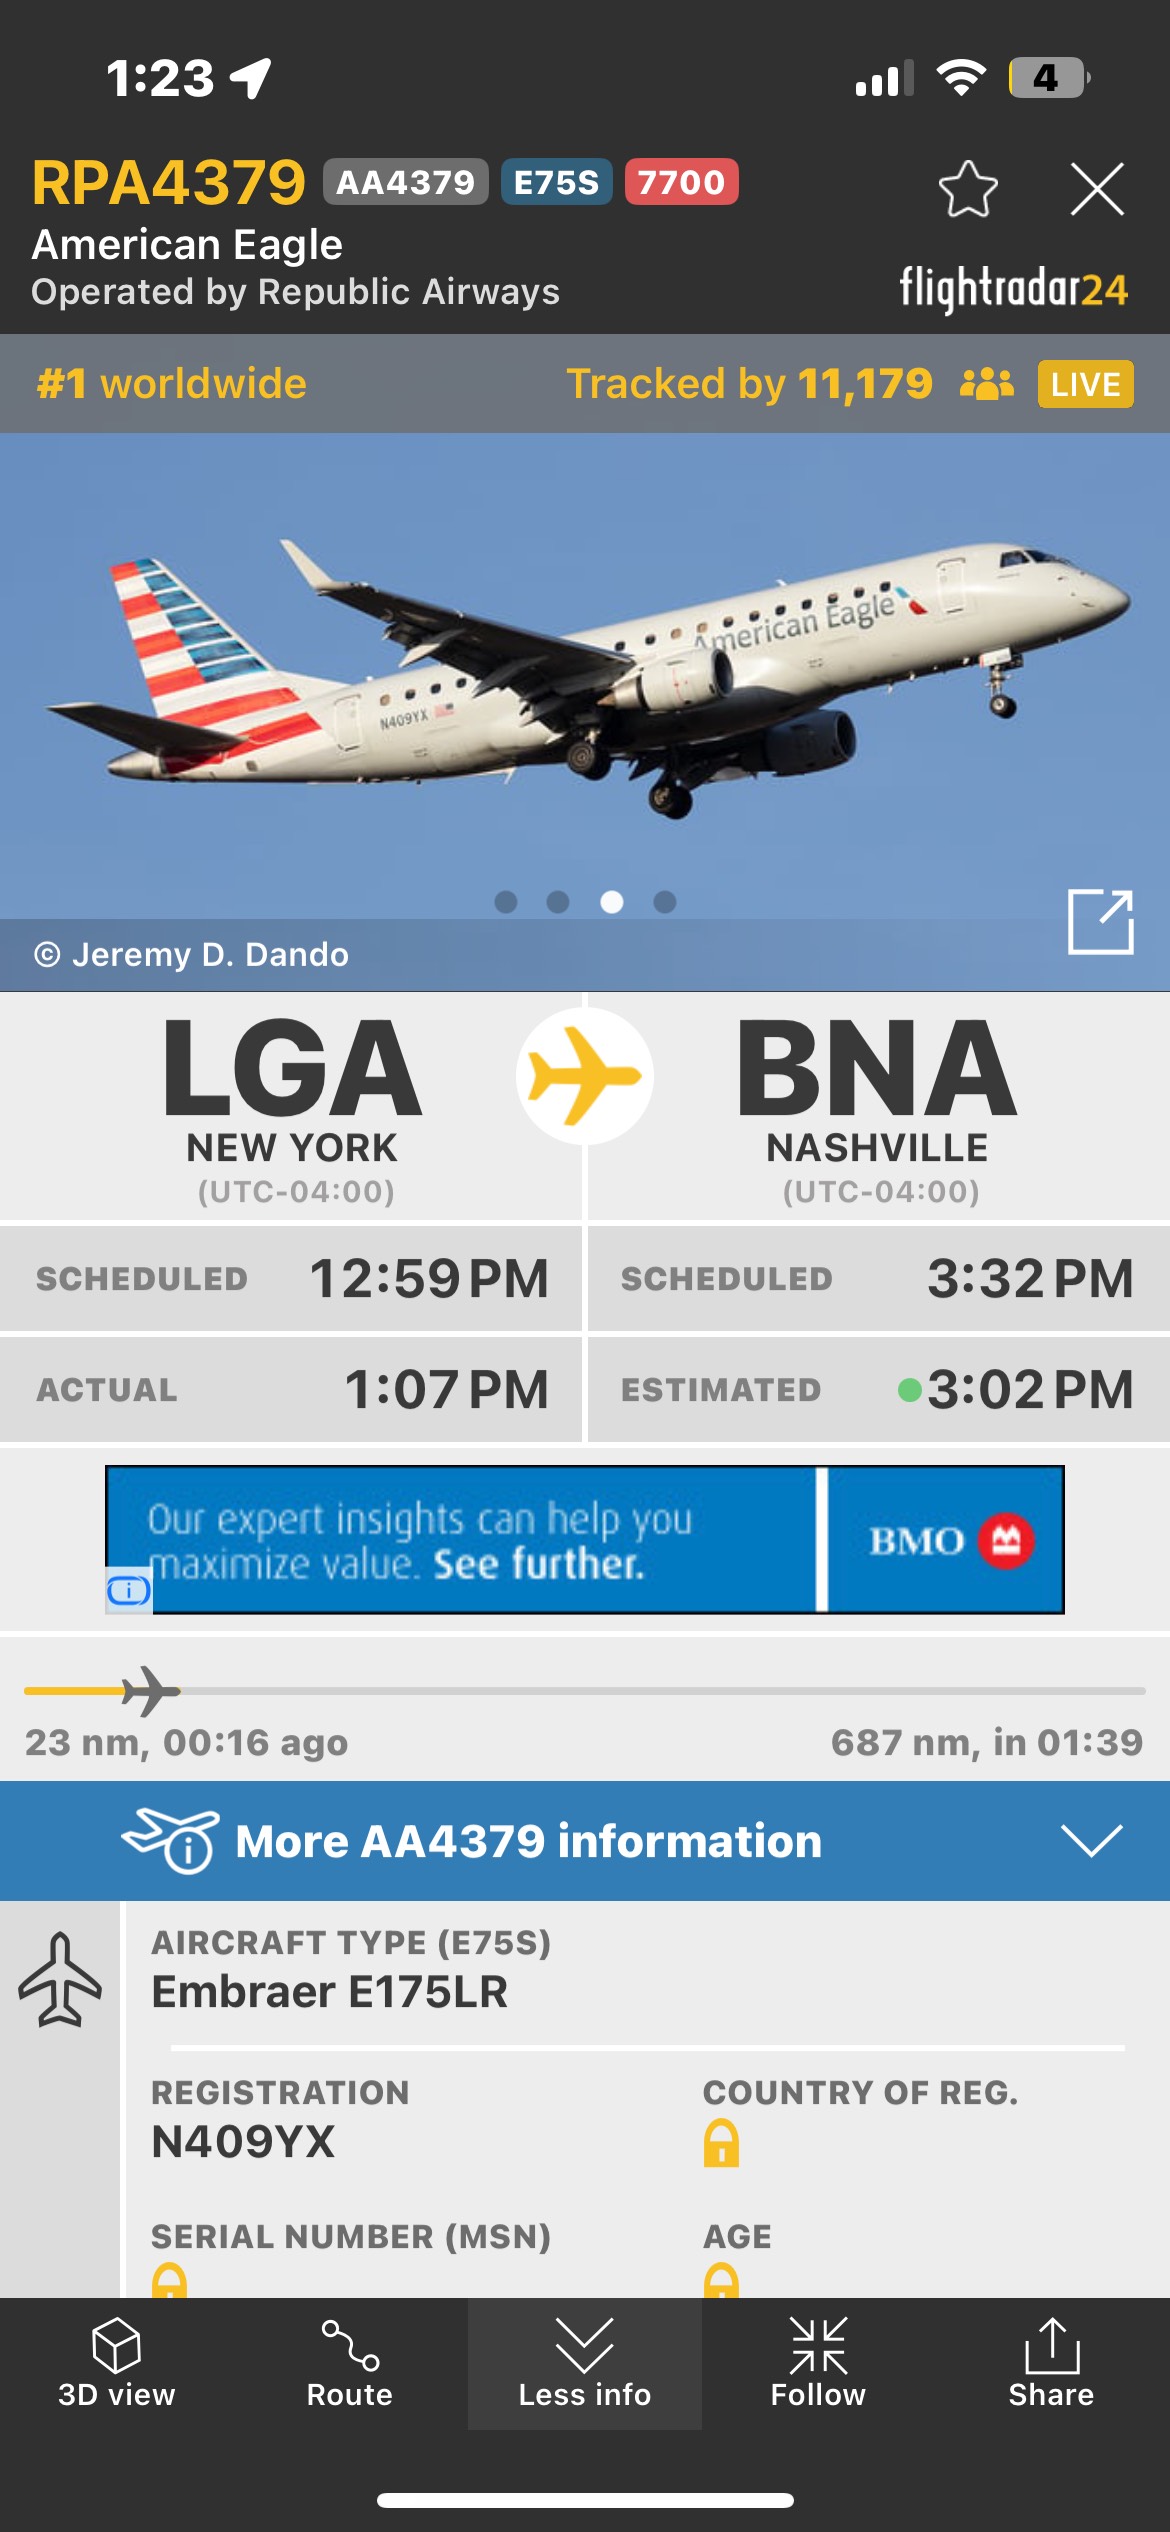 1:23
4
RPA4379 AA4379 E75S 7700
American Eagle
Operated by Republic Airways
flightradar24
#1 worldwide Tracked by 11,179 LIVE
American Eagle
N409YX
© Jeremy D. Dando
LGA
NEW YORK
(UTC-04:00)
BNA
NASHVILLE
(UTC-04:00)
SCHEDULED 12:59 PM
SCHEDULED 3:32 PM
ACTUAL 1:07 PM
ESTIMATED 3:02 PM
Our expert insights can help you
maximize value. See further.
BMO
23 nm, 00:16 ago
687 nm, in 01:39
More AA4379 information
AIRCRAFT TYPE (E75S)
Embraer E175LR
REGISTRATION
N409YX
COUNTRY OF REG.
SERIAL NUMBER (MSN)
AGE
3D view
Route
Less info
Follow
Share